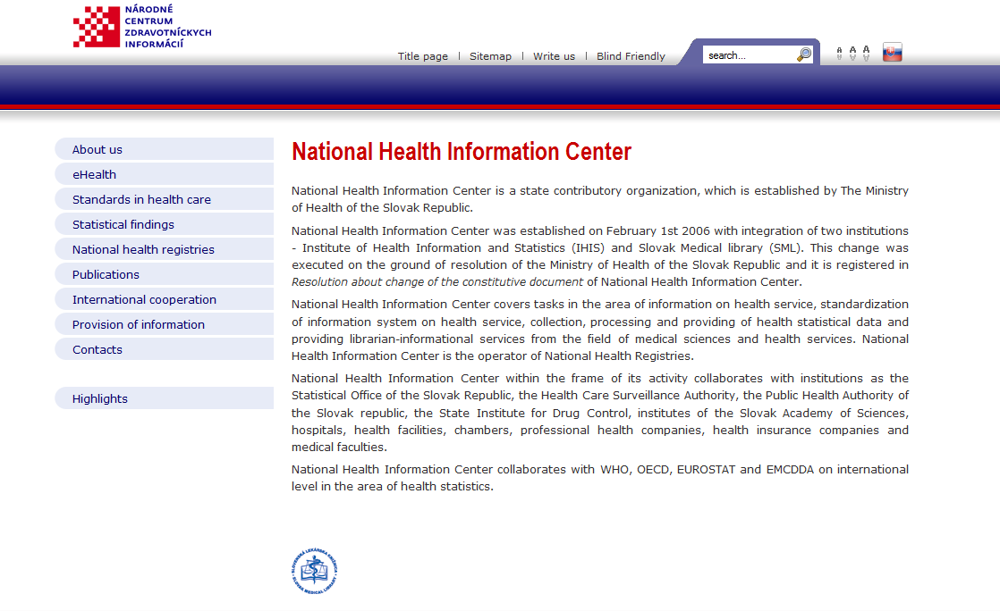 NÁRODNÉ
CENTRUM
ZDRAVOTNÍCKYCH
INFORMÁCIÍ
Title page | Sitemap | Write us | Blind Friendly
search...
A A A
About us
eHealth
Standards in health care
Statistical findings
National health registries
Publications
International cooperation
Provision of information
Contacts
Highlights
National Health Information Center
National Health Information Center is a state contributory organization, which is established by The Ministry
of Health of the Slovak Republic.
National Health Information Center was established on February 1st 2006 with integration of two institutions
- Institute of Health Information and Statistics (IHIS) and Slovak Medical library (SML). This change was
executed on the ground of resolution of the Ministry of Health of the Slovak Republic and it is registered in
Resolution about change of the constitutive document of National Health Information Center.
National Health Information Center covers tasks in the area of information on health service, standardization
of information system on health service, collection, processing and providing of health statistical data and
providing librarian-informational services from the field of medical sciences and health services. National
Health Information Center is the operator of National Health Registries.
National Health Information Center within the frame of its activity collaborates with institutions as the
Statistical Office of the Slovak Republic, the Health Care Surveillance Authority, the Public Health Authority of
the Slovak republic, the State Institute for Drug Control, institutes of the Slovak Academy of Sciences,
hospitals, health facilities, chambers, professional health companies, health insurance companies and
medical faculties.
National Health Information Center collaborates with WHO, OECD, EUROSTAT and EMCDDA on international
level in the area of health statistics.
SLOVENSKÁ LEKÁRSKA KNIŽNICA
SLOVAK MEDICAL LIBRARY